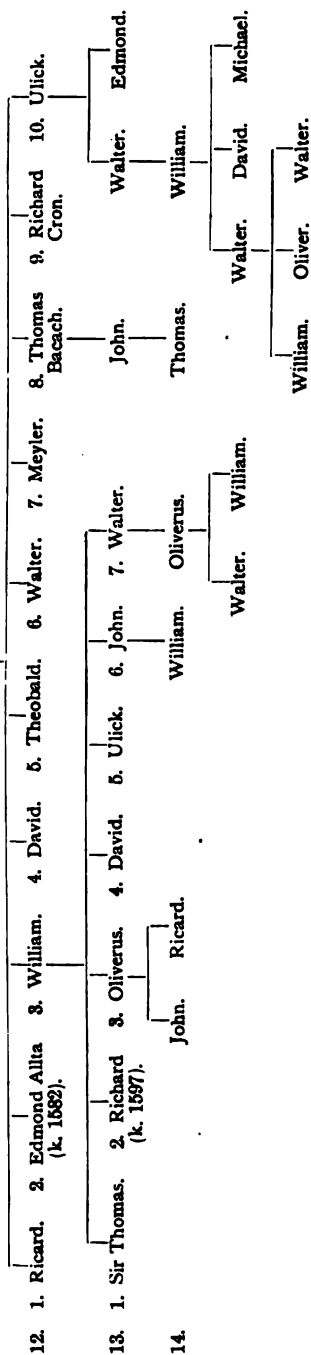 12. 1. Ricard. 2. Edmond Allta 3. William. 4. David. 5. Theobald. 6. Walter. 7. Meyler. 8. Thomas 9. Richard 10. Ulick.
(k. 1582). Bacach. Cron.
13. 1. Sir Thomas. 2. Richard 3. Oliverus. 4. David. 5. Ulick. 6. John. 7. Walter. John. Walter. Edmond.
(k. 1597).
14. John. Ricard. William. Oliverus. Thomas. William.
Walter. William. Walter. David. Michael.
William. Oliver. Walter.